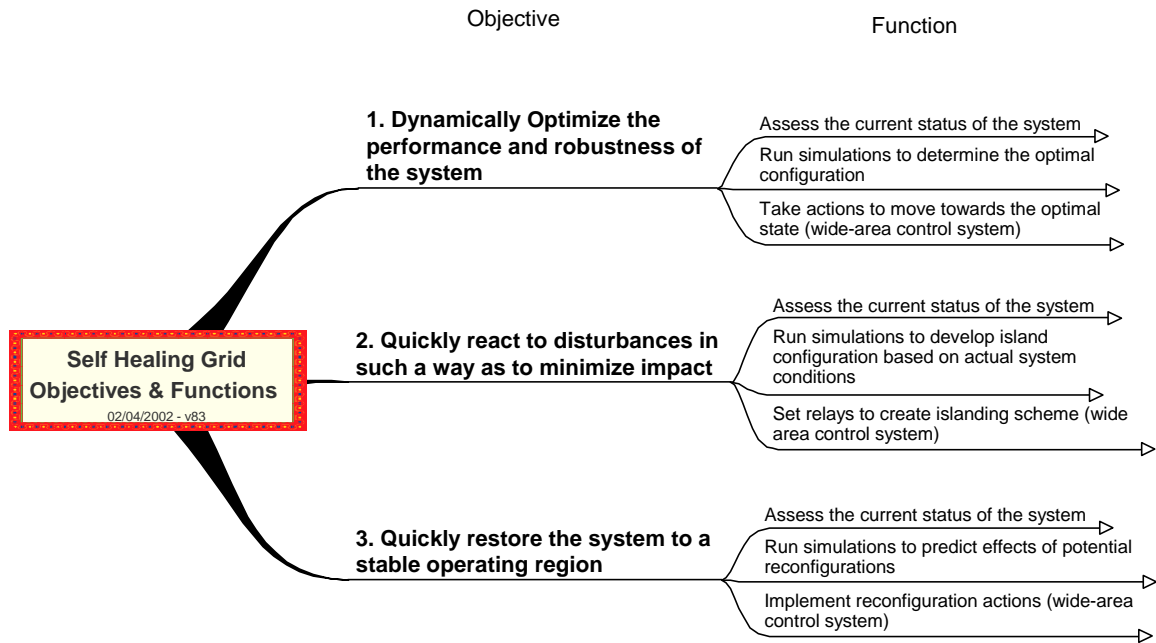 Objective
Function
1. Dynamically Optimize the
performance and robustness of
the system
Assess the current status of the system
Run simulations to determine the optimal
configuration
Take actions to move towards the optimal
state (wide-area control system)
Self Healing Grid
Objectives & Functions
02/04/2002 - v83
2. Quickly react to disturbances in
such a way as to minimize impact
Assess the current status of the system
Run simulations to develop island
configuration based on actual system
conditions
Set relays to create islanding scheme (wide
area control system)
3. Quickly restore the system to a
stable operating region
Assess the current status of the system
Run simulations to predict effects of potential
reconfigurations
Implement reconfiguration actions (wide-area
control system)